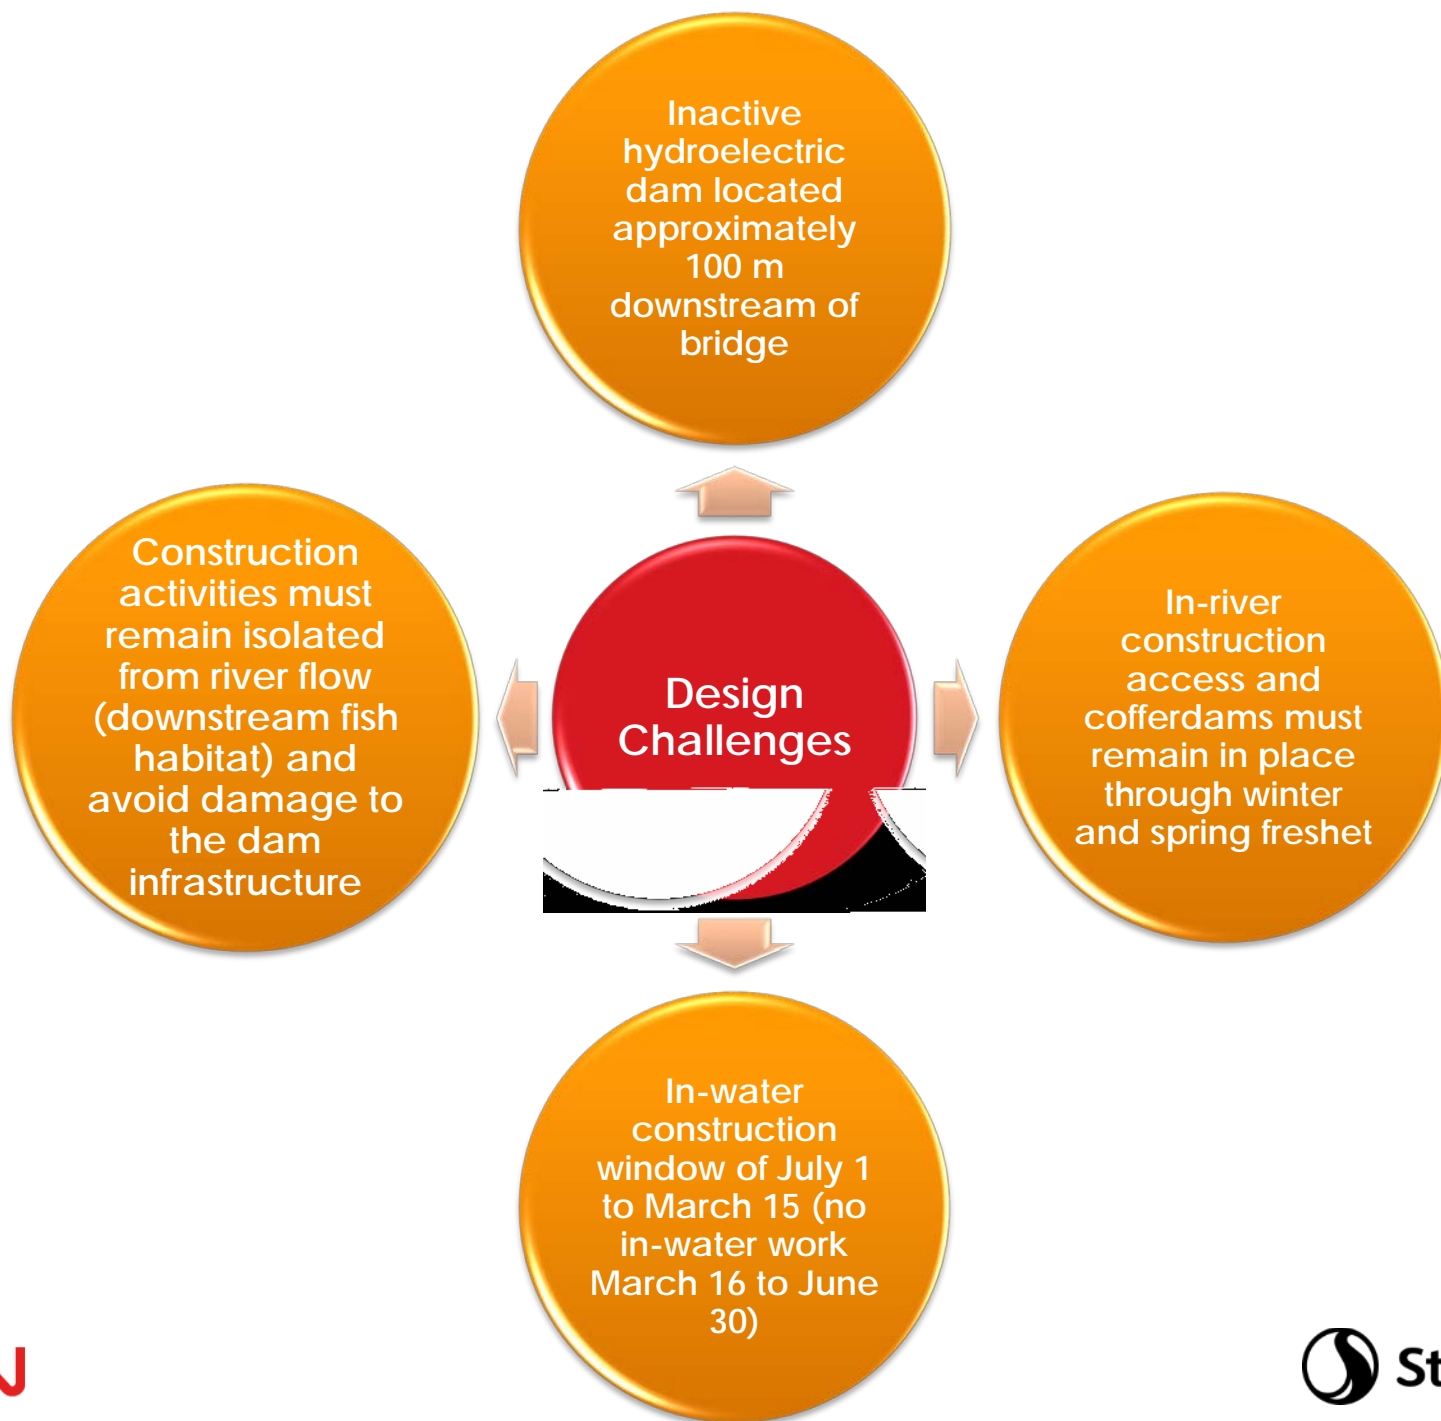 Inactive
hydroelectric
dam located
approximately
100 m
downstream of
bridge
Construction
activities must
remain isolated
from river flow
(downstream fish
habitat) and
avoid damage to
the dam
infrastructure
Design
Challenges
In-river
construction
access and
cofferdams must
remain in place
through winter
and spring freshet
In-water
construction
window of July 1
to March 15 (no
in-water work
March 16 to June
30)
St